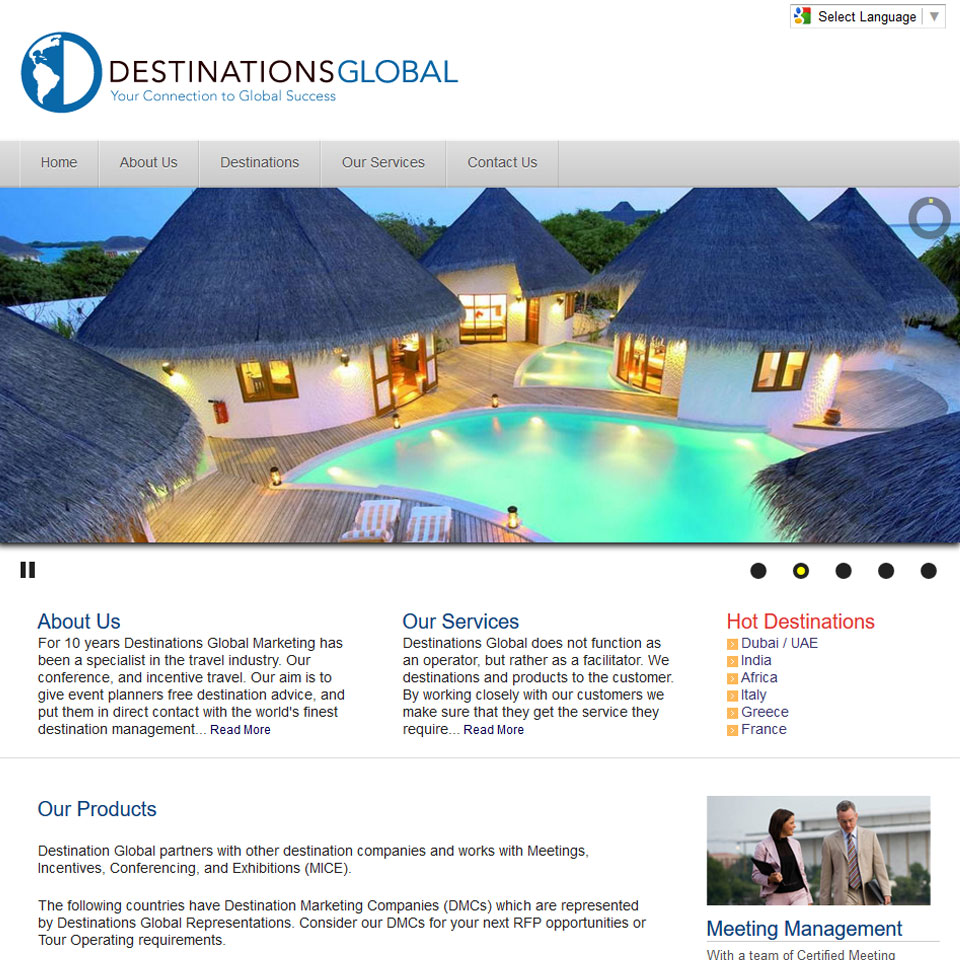 Select Language
DESTINATIONSGLOBAL
Your Connection to Global Success
Home
About Us
Destinations
Our Services
Contact Us
About Us
For 10 years Destinations Global Marketing has
been a specialist in the travel industry. Our
conference, and incentive travel. Our aim is to
give event planners free destination advice, and
put them in direct contact with the world's finest
destination management... Read More
Our Services
Destinations Global does not function as
an operator, but rather as a facilitator. We
destinations and products to the customer.
By working closely with our customers we
make sure that they get the service they
require... Read More
Hot Destinations
Dubai / UAE
India
Africa
Italy
Greece
France
Our Products
Destination Global partners with other destination companies and works with Meetings,
Incentives, Conferencing, and Exhibitions (MICE).
The following countries have Destination Marketing Companies (DMCs) which are represented
by Destinations Global Representations. Consider our DMCs for your next RFP opportunities or
Tour Operating requirements.
Meeting Management
With a team of Certified Meeting